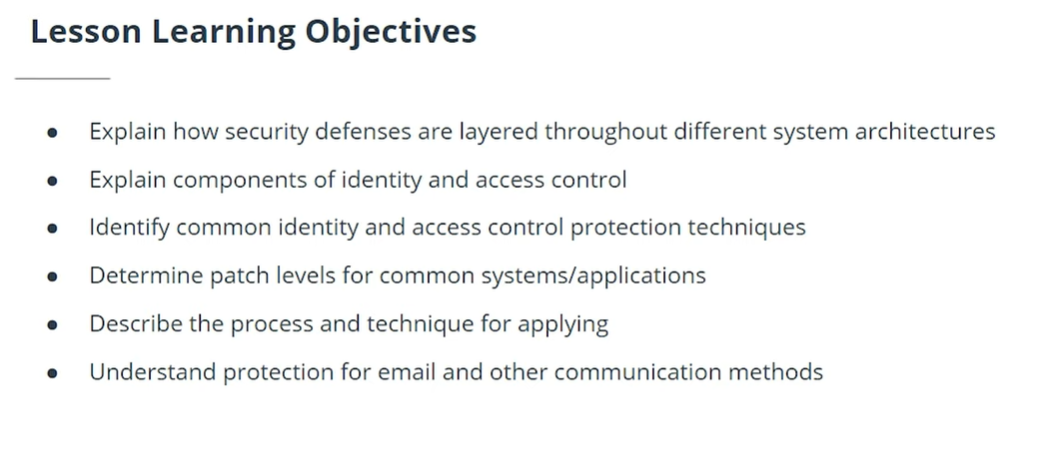 Lesson Learning Objectives
● Explain how security defenses are layered throughout different system architectures
● Explain components of identity and access control
● Identify common identity and access control protection techniques
● Determine patch levels for common systems/applications
● Describe the process and technique for applying
● Understand protection for email and other communication methods